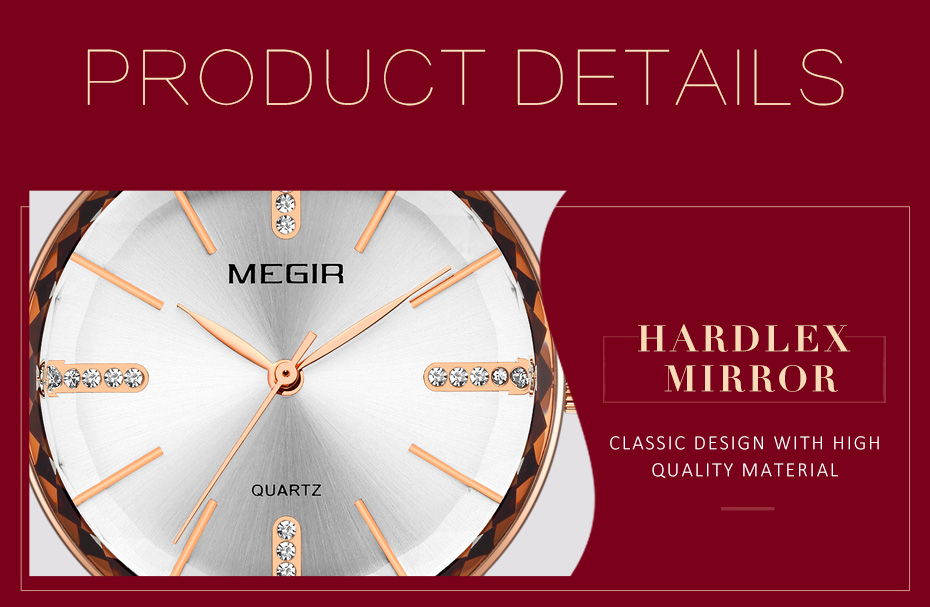 PRODUCT DETAILS
MEGIR
QUARTZ
HARDLEX
MIRROR
CLASSIC DESIGN WITH HIGH
QUALITY MATERIAL